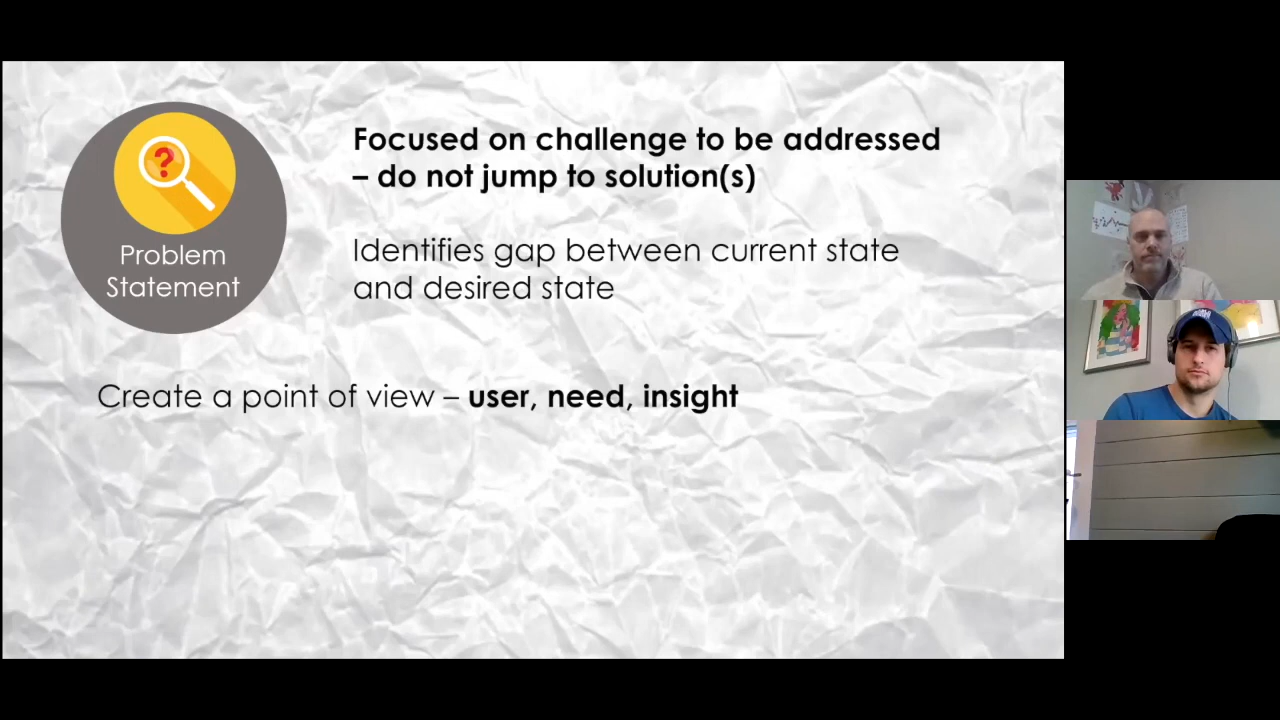 Problem
Statement
Focused on challenge to be addressed
– do not jump to solution(s)
Identifies gap between current state
and desired state
Create a point of view – user, need, insight